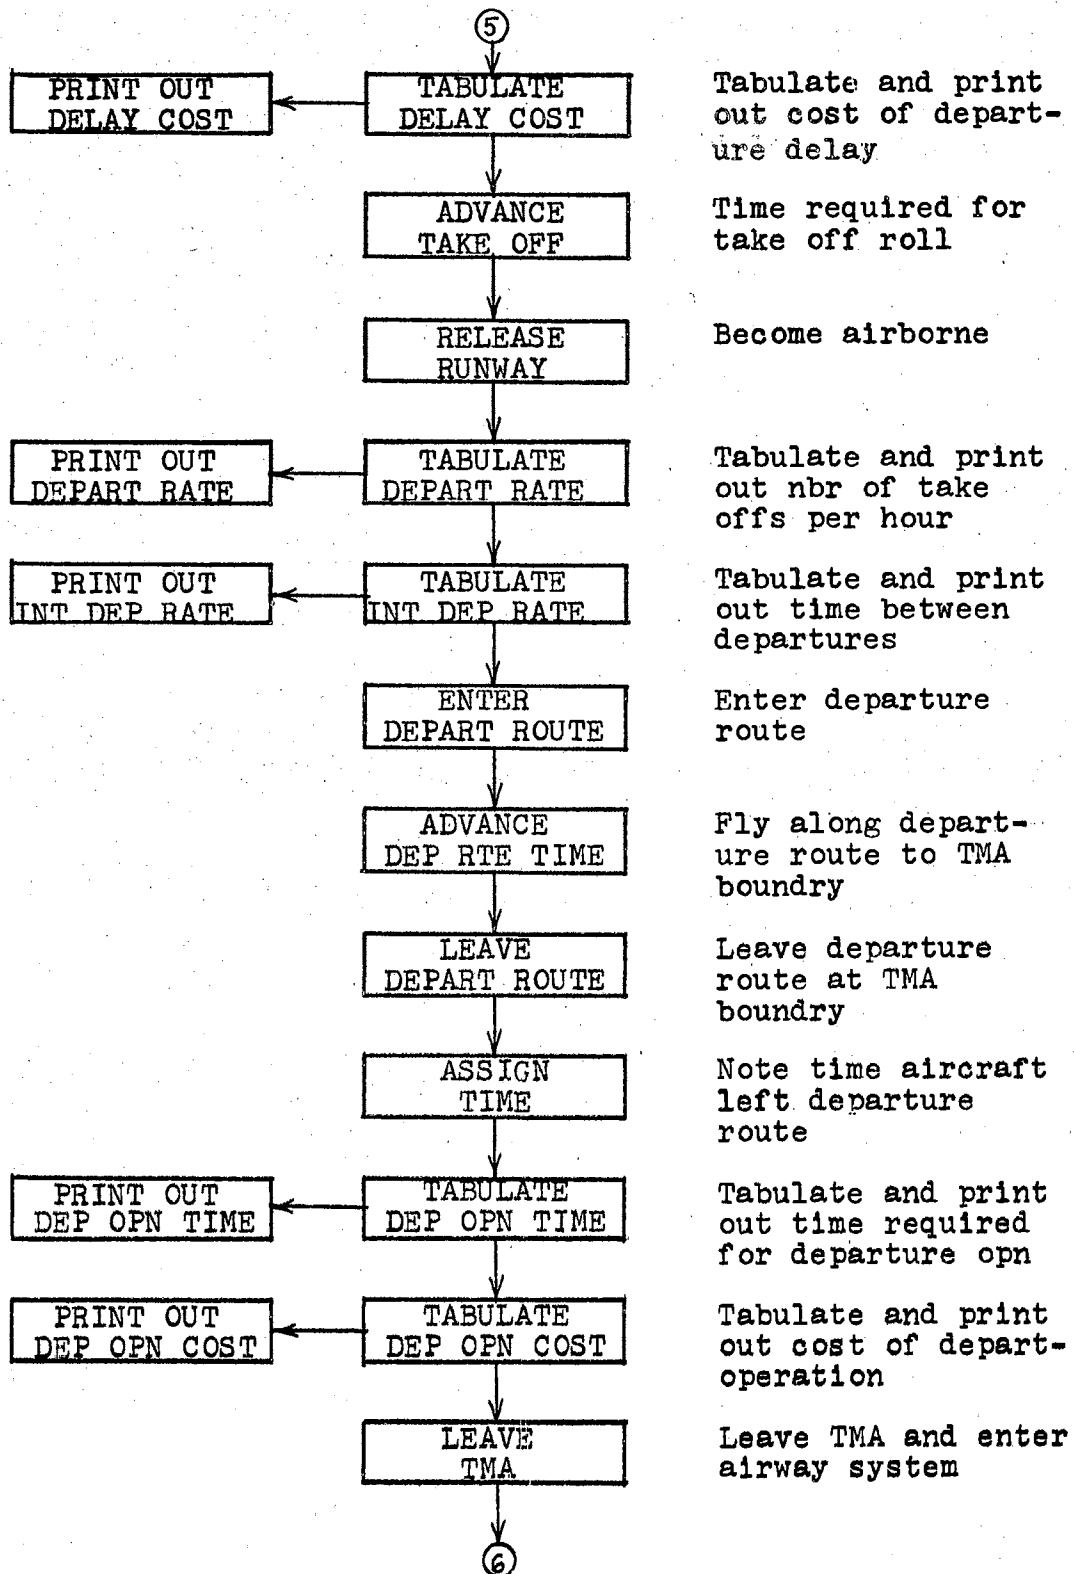 5
PRINT OUT
DELAY COST
TABULATE
DELAY COST
Tabulate and print
out cost of depart-
ure delay
ADVANCE
TAKE OFF
Time required for
take off roll
RELEASE
RUNWAY
Become airborne
PRINT OUT
DEPART RATE
TABULATE
DEPART RATE
Tabulate and print
out nbr of take
offs per hour
PRINT OUT
INT DEP RATE
TABULATE
INT DEP RATE
Tabulate and print
out time between
departures
ENTER
DEPART ROUTE
Enter departure
route
ADVANCE
DEP RTE TIME
Fly along depart-
ure route to TMA
boundry
LEAVE
DEPART ROUTE
Leave departure
route at TMA
boundry
ASSIGN
TIME
Note time aircraft
left departure
route
PRINT OUT
DEP OPN TIME
TABULATE
DEP OPN TIME
Tabulate and print
out time required
for departure opn
PRINT OUT
DEP OPN COST
TABULATE
DEP OPN COST
Tabulate and print
out cost of depart-
operation
LEAVE
TMA
Leave TMA and enter
airway system
6